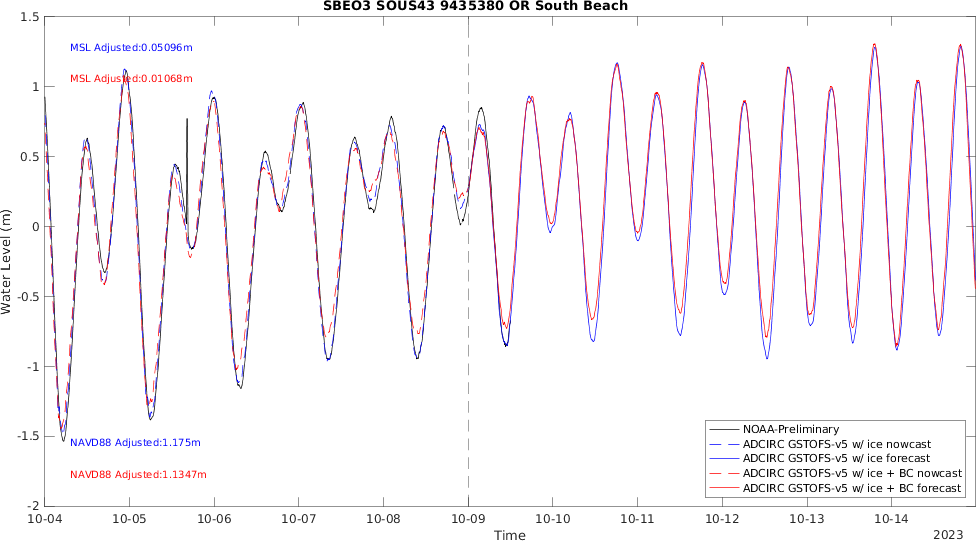 SBEO3 SOUS43 9435380 OR South Beach
1.5
1
0.5
0
-0.5
-1
-1.5
-2
Water Level (m)
MSL Adjusted:0.05096m
MSL Adjusted:0.01068m
NAVD88 Adjusted:1.175m
NAVD88 Adjusted:1.1347m
NOAA-Preliminary
ADCIRC GSTOFS-v5 w/ ice nowcast
ADCIRC GSTOFS-v5 w/ ice forecast
ADCIRC GSTOFS-v5 w/ ice + BC nowcast
ADCIRC GSTOFS-v5 w/ ice + BC forecast
10-04 10-05 10-06 10-07 10-08 10-09 10-10 10-11 10-12 10-13 10-14
Time
2023